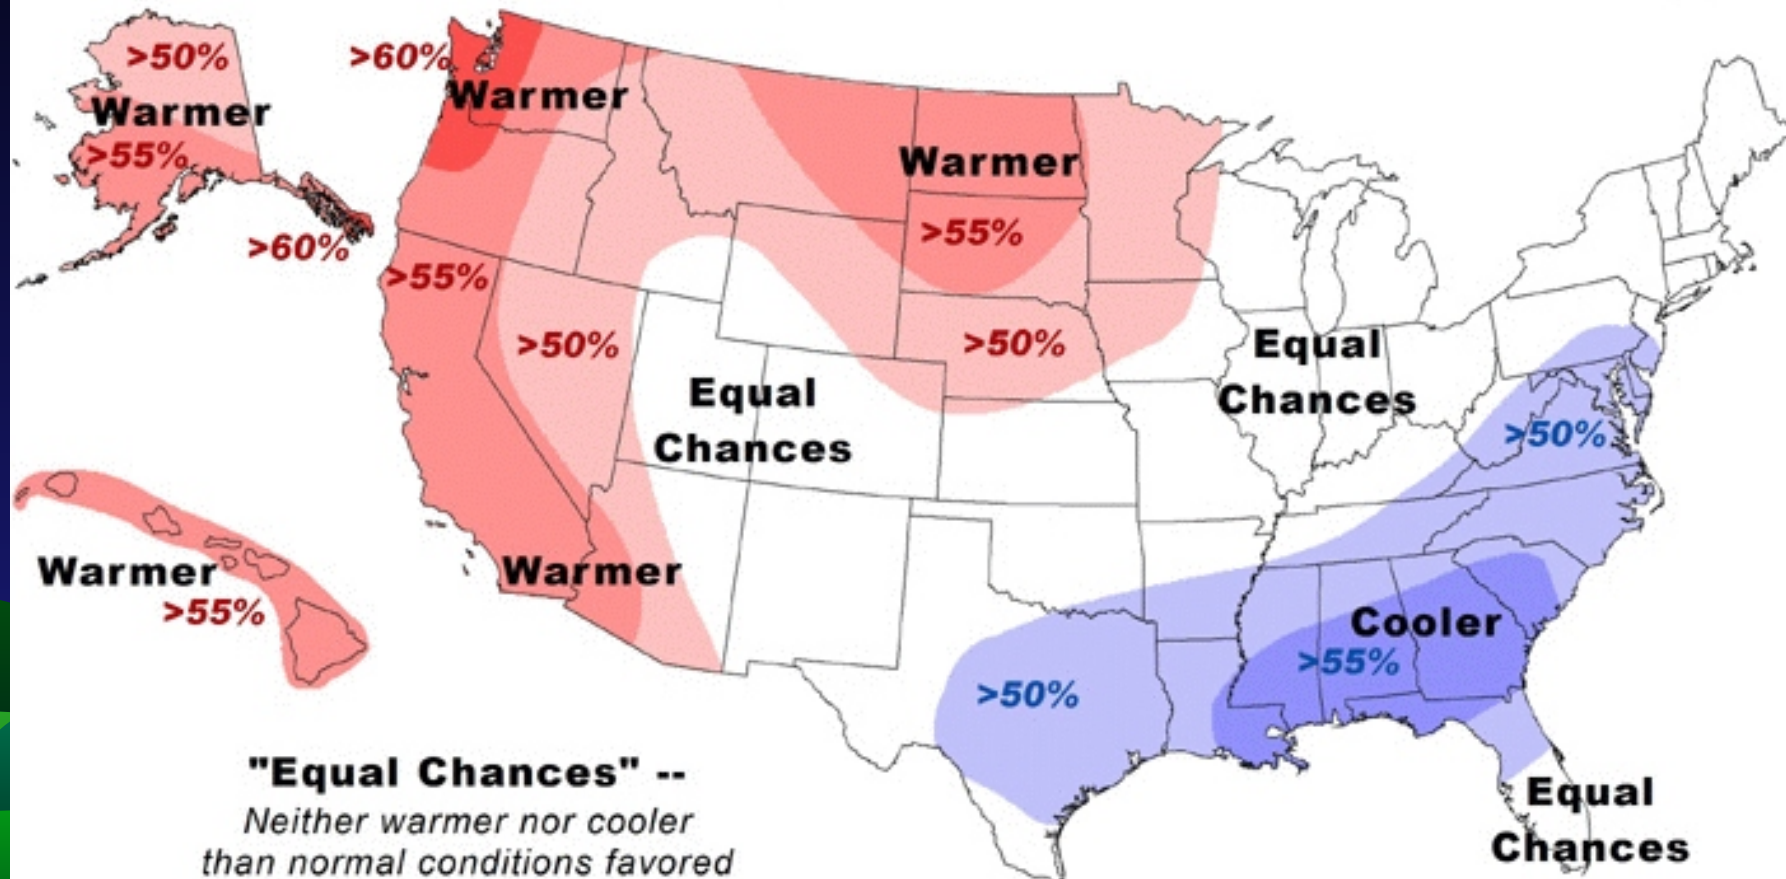 >50%
Warmer
>55%
>60%
>60%
Warmer
>55%
>50%
Warmer
>55%
>50%
Equal
Chances
Equal
Chances
>50%
Warmer
>55%
Warmer
Cooler
>55%
>50%
Equal
Chances
"Equal Chances" --
Neither warmer nor cooler
than normal conditions favored